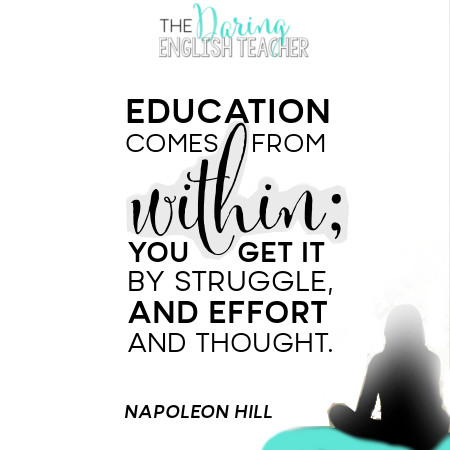 THE Daring
ENGLISH TEACHER
EDUCATION
COMES FROM
within;
YOU GET IT
BY STRUGGLE,
AND EFFORT
AND THOUGHT.
NAPOLEON HILL